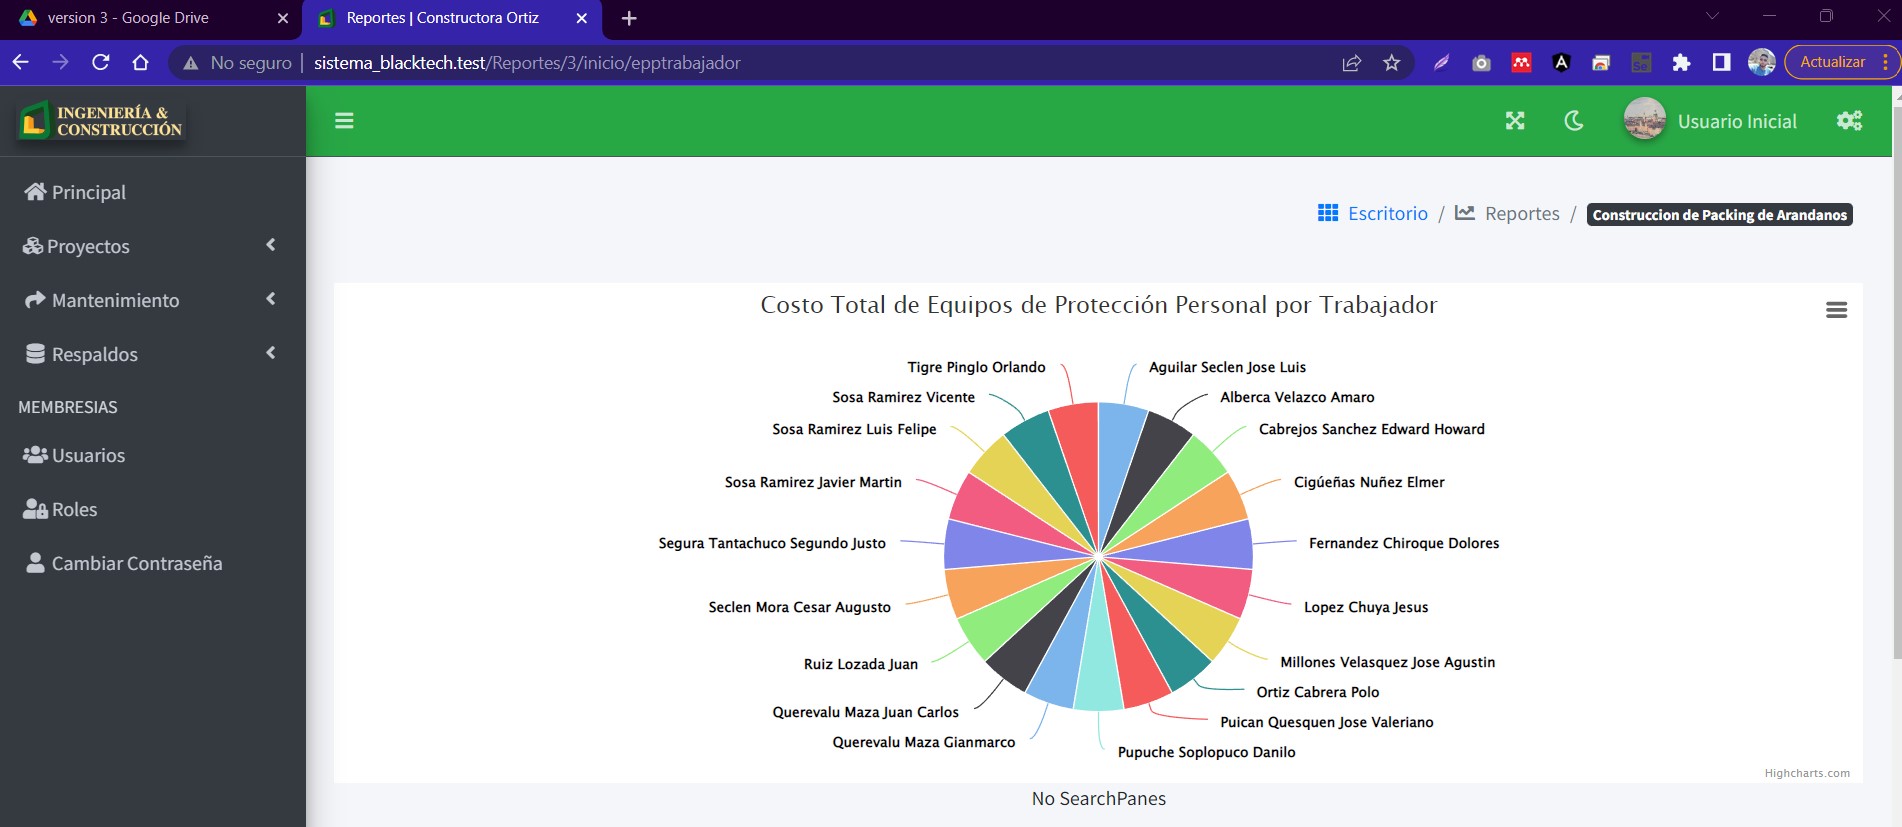 version 3 - Google Drive
Reportes | Constructora Ortiz
No seguro | sistema_blacktech.test/Reportes/3/inicio/epptrabajador
Actualizar
INGENIERÍA &
CONSTRUCCIÓN
Usuario Inicial
Principal
Proyectos
Mantenimiento
Respaldos
MEMBRESIAS
Usuarios
Roles
Cambiar Contraseña
Escritorio / Reportes / Construccion de Packing de Arandanos
Costo Total de Equipos de Protección Personal por Trabajador
Aguilar Seclen Jose Luis
Alberca Velazco Amaro
Cabrejos Sanchez Edward Howard
Cigúeñas Nuñez Elmer
Fernandez Chiroque Dolores
Lopez Chuya Jesus
Millones Velasquez Jose Agustin
Ortiz Cabrera Polo
Puican Quesquen Jose Valeriano
Pupuche Soplopuco Danilo
Querevalu Maza Gianmarco
Querevalu Maza Juan Carlos
Ruiz Lozada Juan
Seclen Mora Cesar Augusto
Segura Tantachuco Segundo Justo
Sosa Ramirez Javier Martin
Sosa Ramirez Luis Felipe
Sosa Ramirez Vicente
Tigre Pinglo Orlando
Highcharts.com
No SearchPanes